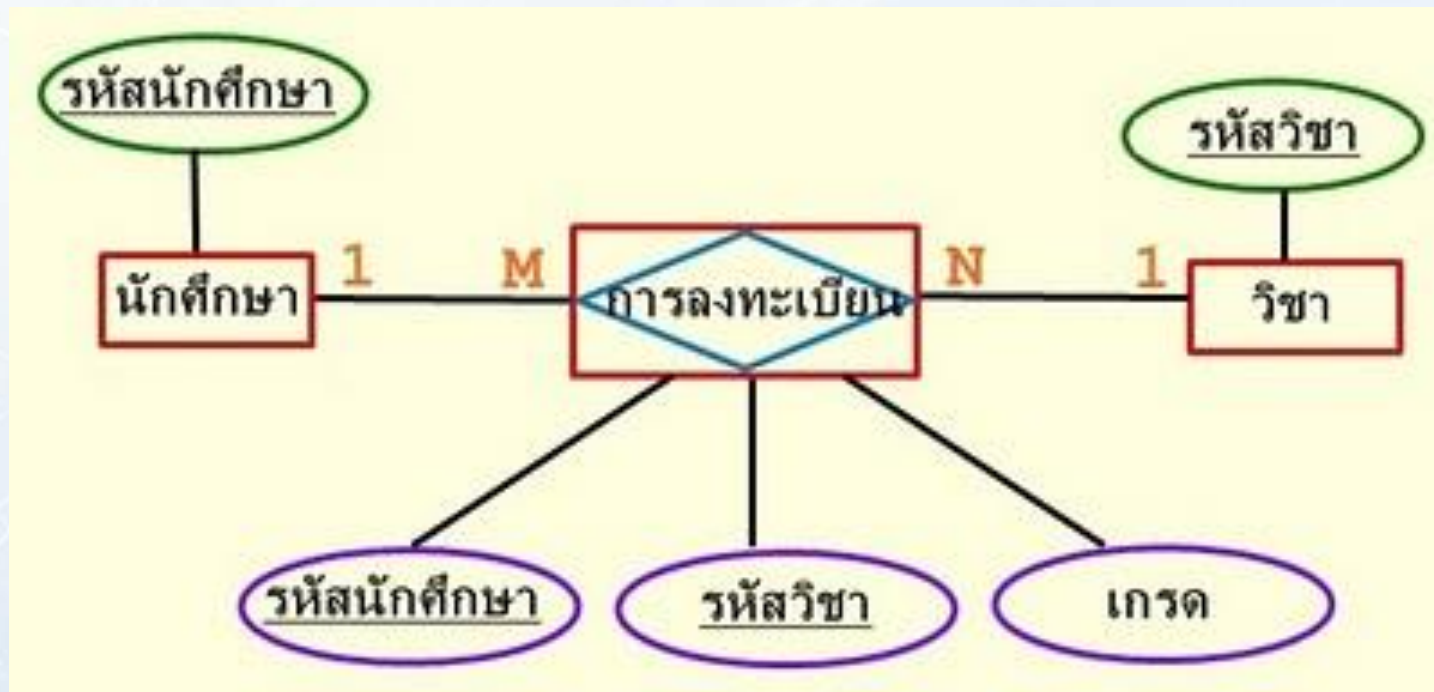 รหัสนักศึกษา
รหัสวิชา
นักศึกษา
1
M
การลงทะเบียน
N
1
วิชา
รหัสนักศึกษา
รหัสวิชา
เกรด